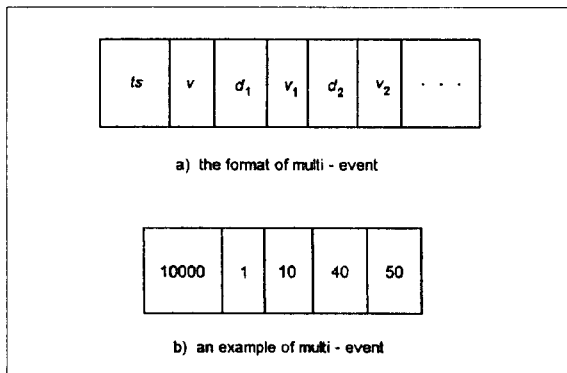 ts v d1 v1 d2 v2 . . .
a) the format of multi - event
10000 1 10 40 50
b) an example of multi - event